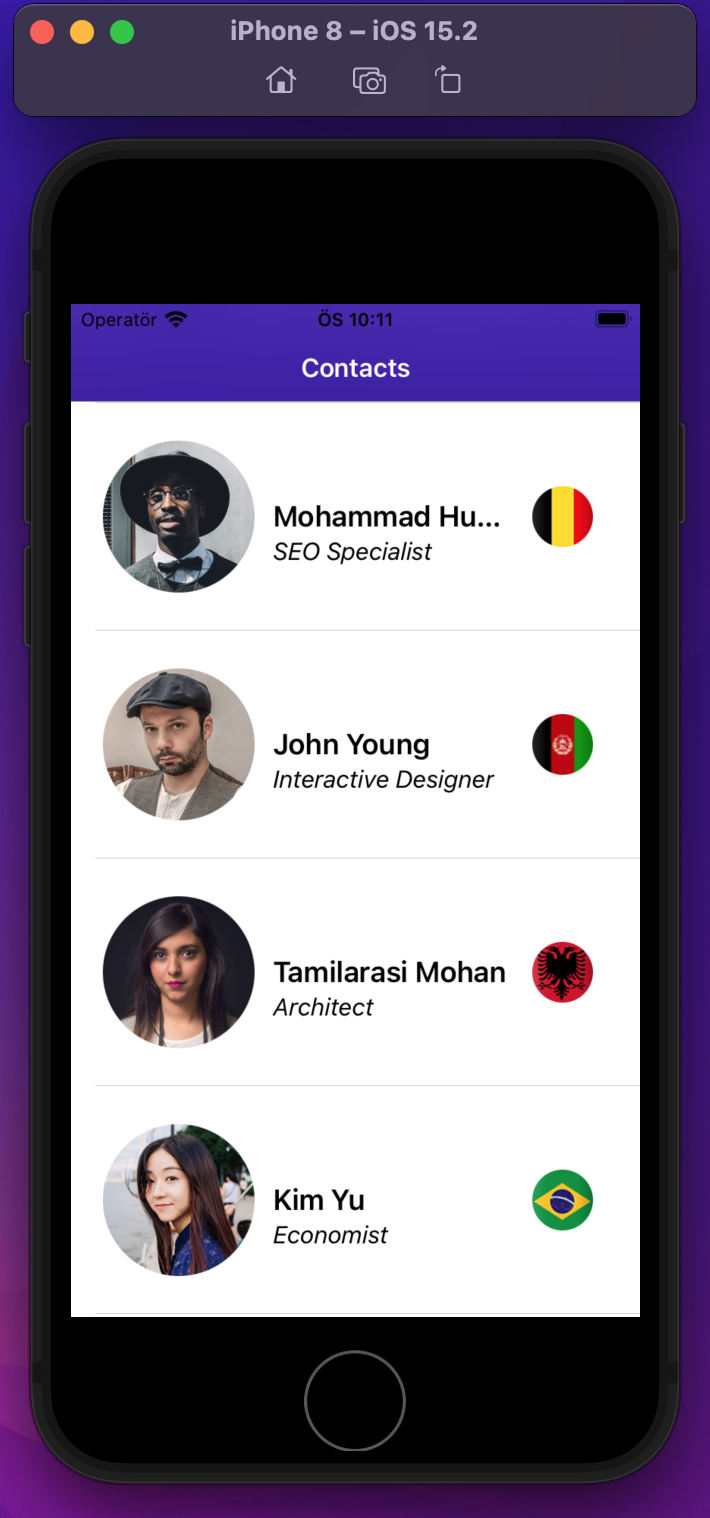 iPhone 8 – iOS 15.2
Operatör
ÖS 10:11
Contacts
Mohammad Hu...
SEO Specialist
John Young
Interactive Designer
Tamilarasi Mohan
Architect
Kim Yu
Economist